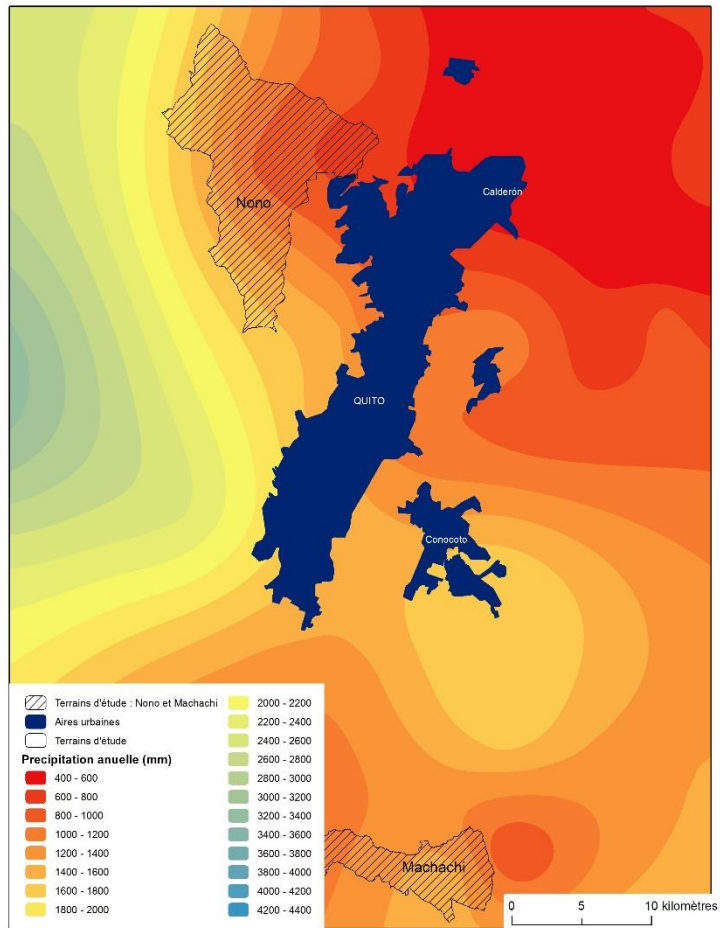 Calderón
Nono
QUITO
Conocoto
Machachi
Terrains d'étude : Nono et Machachi
Aires urbaines
Terrains d'étude
Precipitation anuelle (mm)
400 - 600
600 - 800
800 - 1000
1000 - 1200
1200 - 1400
1400 - 1600
1600 - 1800
1800 - 2000
2000 - 2200
2200 - 2400
2400 - 2600
2600 - 2800
2800 - 3000
3000 - 3200
3200 - 3400
3400 - 3600
3600 - 3800
3800 - 4000
4000 - 4200
4200 - 4400
0 5 10 kilomètres